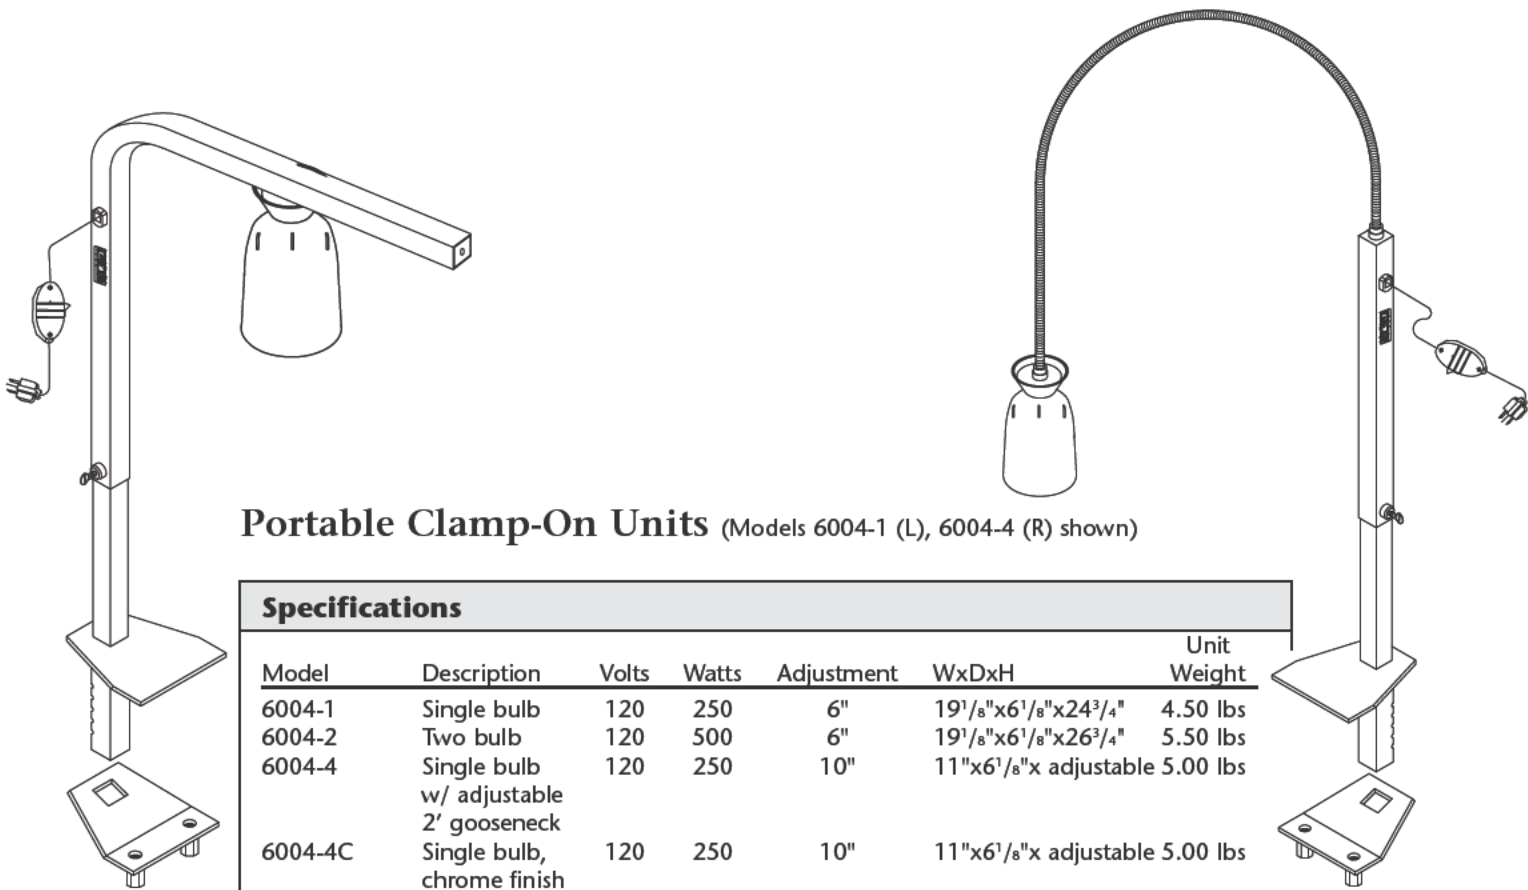 Portable Clamp-On Units (Models 6004-1 (L), 6004-4 (R) shown)
Specifications
Model Description Volts Watts Adjustment WxDxH Unit Weight
6004-1 Single bulb 120 250 6" 19¹/₈"x6¹/₈"x24³/₄" 4.50 lbs
6004-2 Two bulb 120 500 6" 19¹/₈"x6¹/₈"x26³/₄" 5.50 lbs
6004-4 Single bulb 120 250 10" 11"x6¹/₈"x adjustable 5.00 lbs
w/ adjustable
2′ gooseneck
6004-4C Single bulb, 120 250 10" 11"x6¹/₈"x adjustable 5.00 lbs
chrome finish